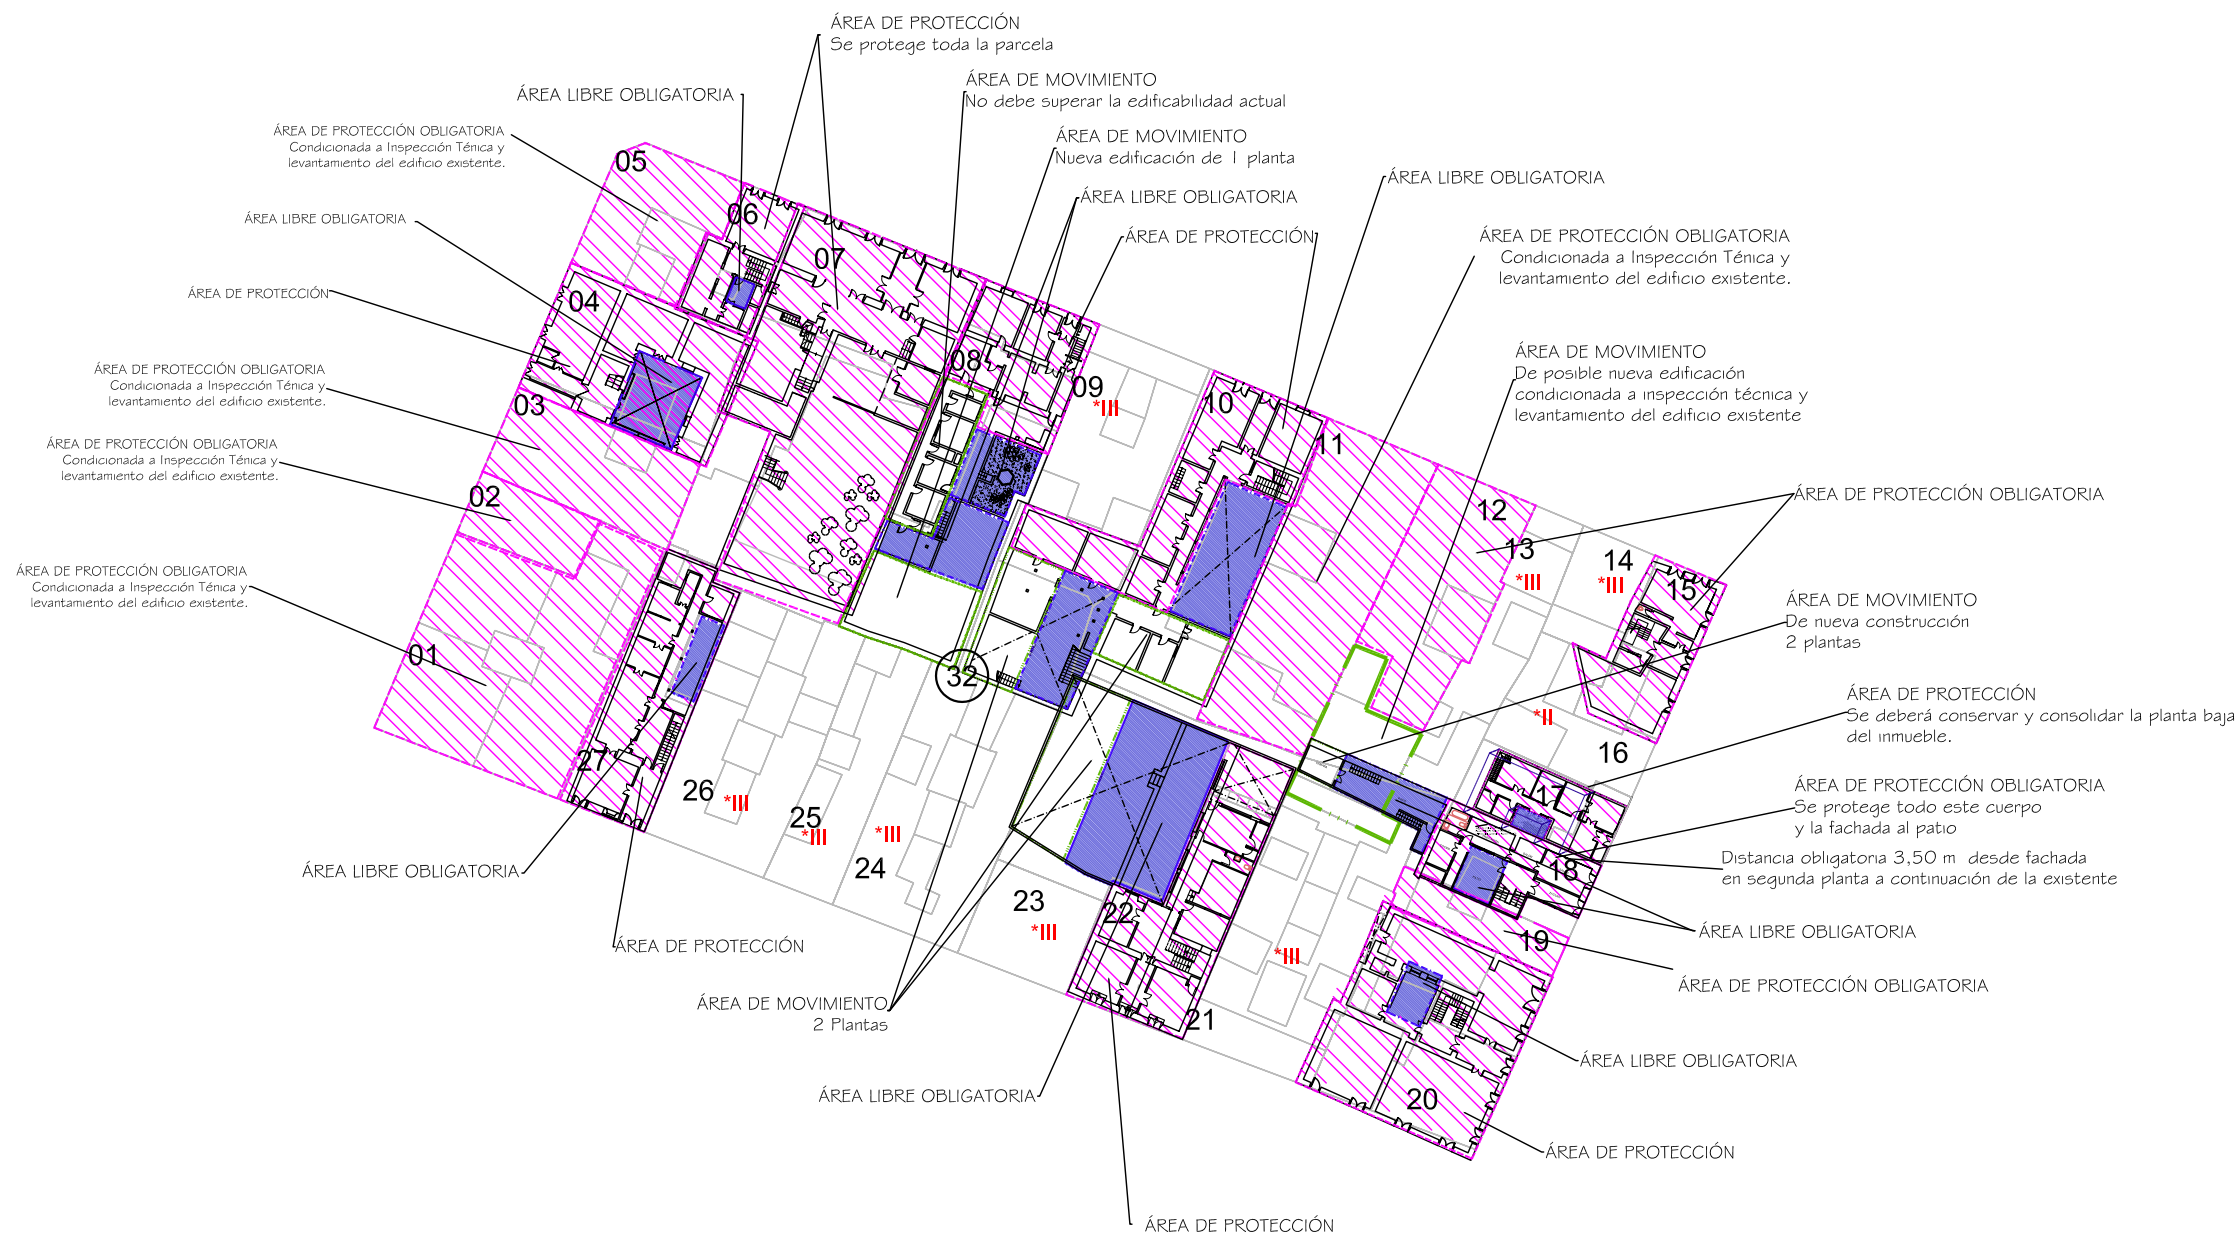 ÁREA DE PROTECCIÓN
Se protege toda la parcela
ÁREA DE MOVIMIENTO
No debe superar la edificabilidad actual
ÁREA LIBRE OBLIGATORIA
ÁREA DE PROTECCIÓN OBLIGATORIA
Condicionada a Inspección Ténica y
levantamiento del edificio existente.
ÁREA DE MOVIMIENTO
Nueva edificación de 1 planta
ÁREA LIBRE OBLIGATORIA
ÁREA LIBRE OBLIGATORIA
ÁREA LIBRE OBLIGATORIA
ÁREA DE PROTECCIÓN
ÁREA DE PROTECCIÓN OBLIGATORIA
Condicionada a Inspección Ténica y
levantamiento del edificio existente.
ÁREA DE PROTECCIÓN
ÁREA DE MOVIMIENTO
De posible nueva edificación
condicionada a inspección técnica y
levantamiento del edificio existente
ÁREA DE PROTECCIÓN OBLIGATORIA
Condicionada a Inspección Ténica y
levantamiento del edificio existente.
ÁREA DE PROTECCIÓN OBLIGATORIA
Condicionada a Inspección Ténica y
levantamiento del edificio existente.
ÁREA DE PROTECCIÓN OBLIGATORIA
ÁREA DE PROTECCIÓN OBLIGATORIA
Condicionada a Inspección Ténica y
levantamiento del edificio existente.
ÁREA DE MOVIMIENTO
De nueva construcción
2 plantas
ÁREA DE PROTECCIÓN
Se deberá conservar y consolidar la planta baja
del inmueble.
ÁREA DE PROTECCIÓN OBLIGATORIA
Se protege todo este cuerpo
y la fachada al patio
Distancia obligatoria 3,50 m desde fachada
en segunda planta a continuación de la existente
ÁREA LIBRE OBLIGATORIA
ÁREA LIBRE OBLIGATORIA
ÁREA DE PROTECCIÓN
ÁREA DE PROTECCIÓN OBLIGATORIA
ÁREA DE MOVIMIENTO
2 Plantas
ÁREA LIBRE OBLIGATORIA
ÁREA LIBRE OBLIGATORIA
ÁREA DE PROTECCIÓN
ÁREA DE PROTECCIÓN
05
06
07
04
08
09
*III
03
10
11
02
12
13
*III
14
*III
15
01
32
*II
16
27
26
*III
25
*III
*III
24
17
18
23
*III
22
*III
19
21
20